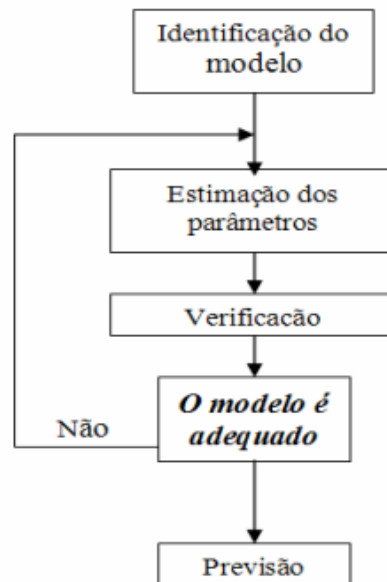 Identificação do
modelo
Estimação dos
parâmetros
Verificação
O modelo é
adequado
Não
Previsão